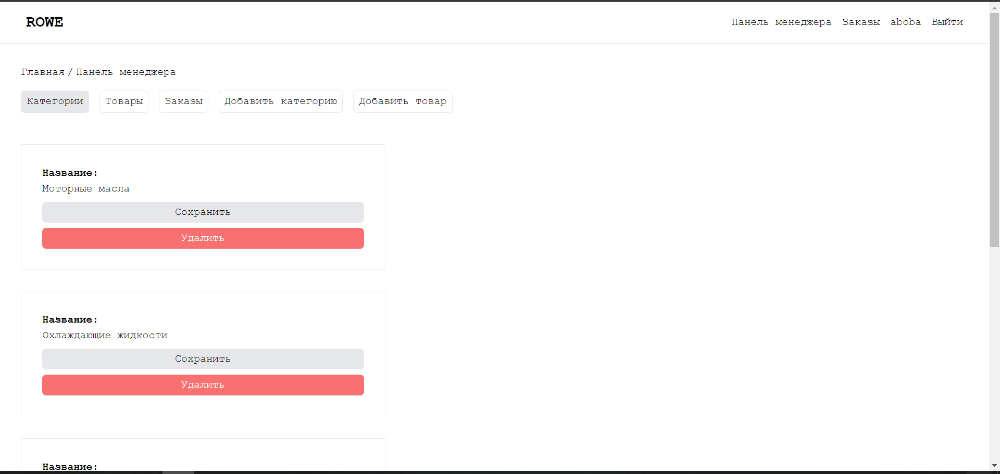 ROWE
Панель менеджера Заказы aboba Выйти
Главная / Панель менеджера
Категории Товары Заказы Добавить категорию Добавить товар
Название:
Моторные масла
Сохранить
Удалить
Название:
Охлаждающие жидкости
Сохранить
Удалить
Название: